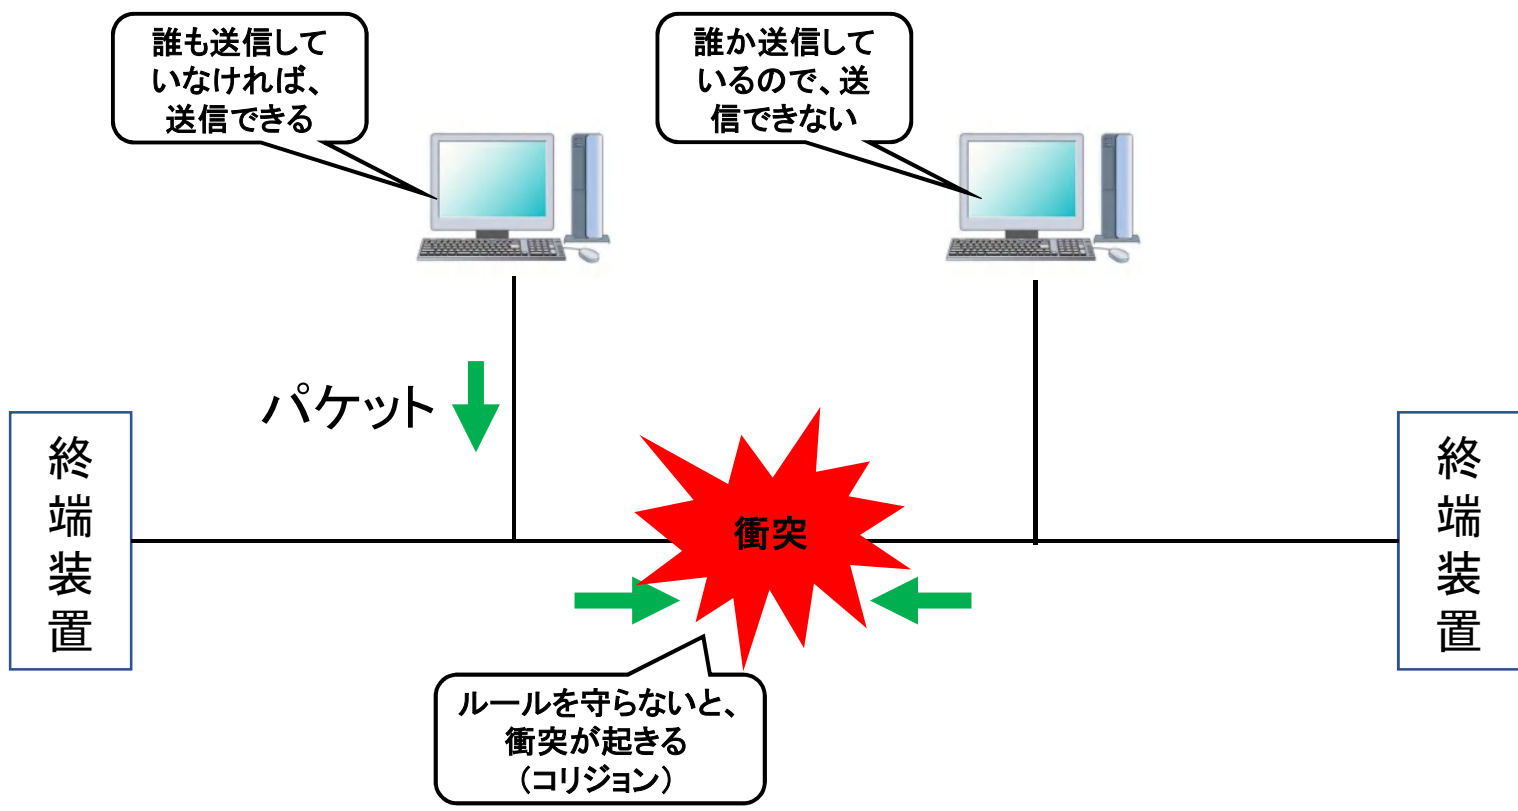 誰も送信して
いなければ、
送信できる
誰か送信して
いるので、送
信できない
パケット
終
端
装
置
衝突
終
端
装
置
ルールを守らないと、
衝突が起きる
（コリジョン）